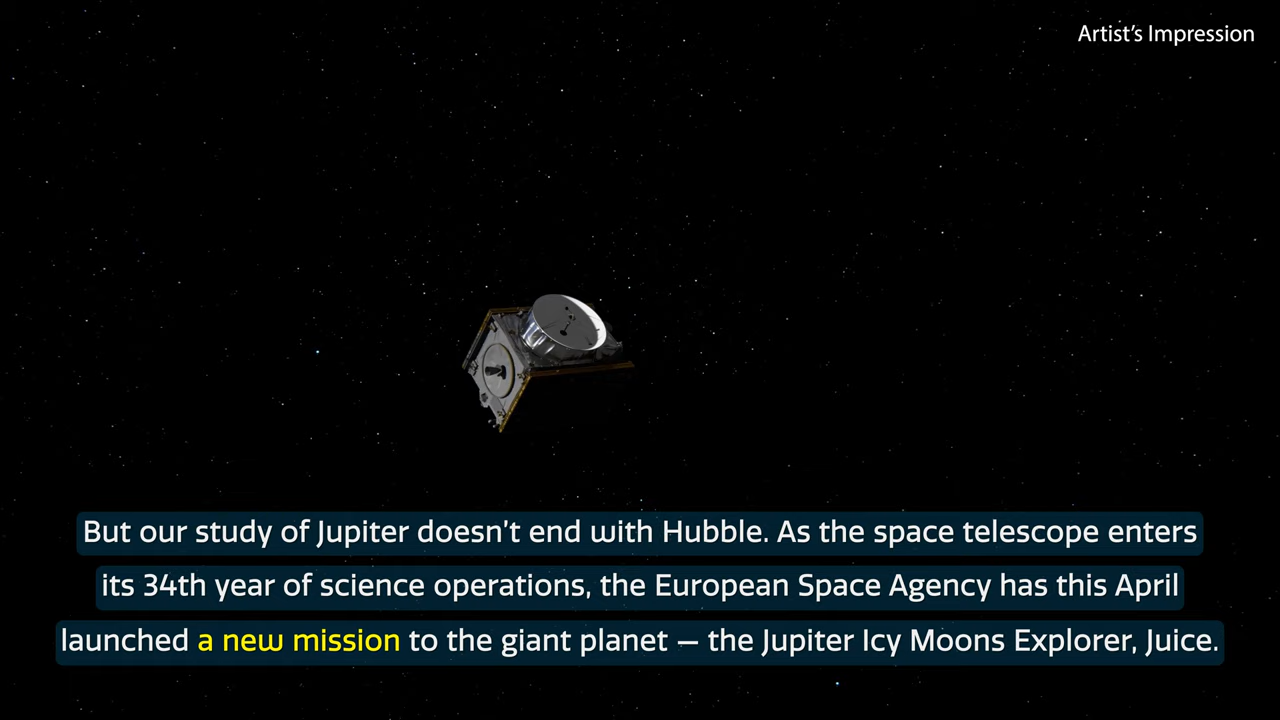 Artist's Impression
But our study of Jupiter doesn't end with Hubble. As the space telescope enters
its 34th year of science operations, the European Space Agency has this April
launched a new mission to the giant planet — the Jupiter Icy Moons Explorer, Juice.